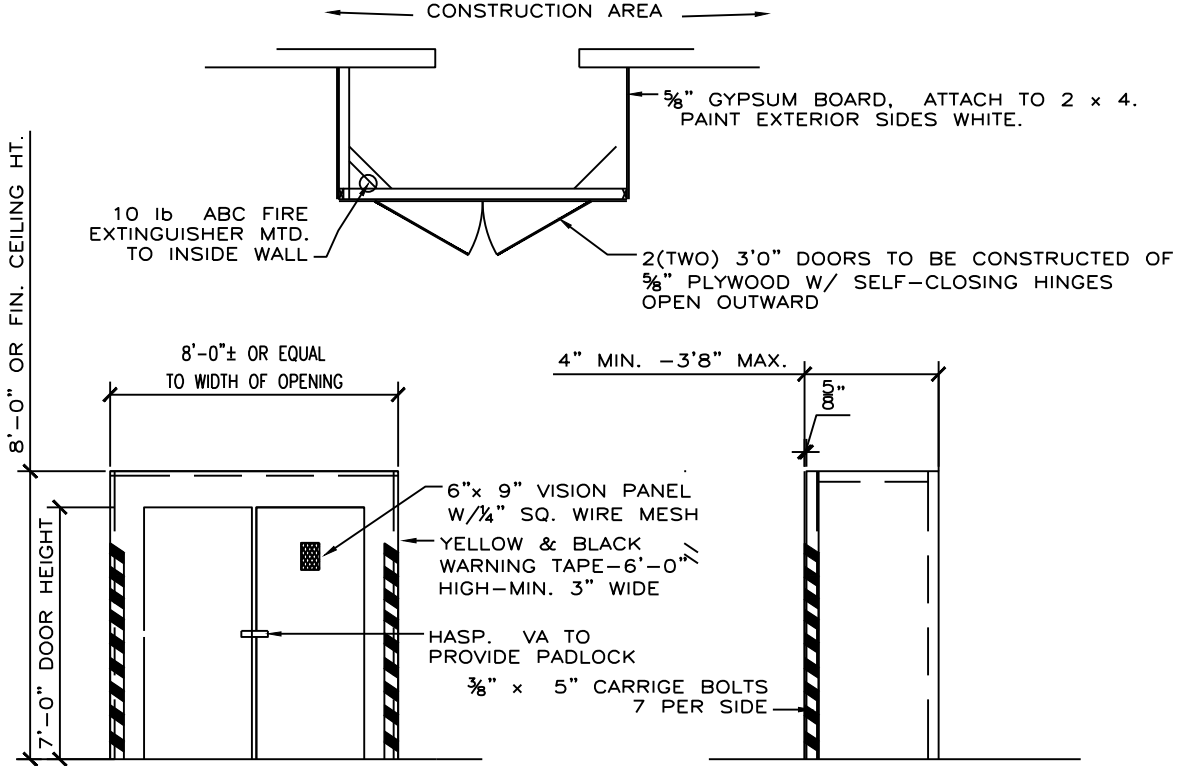 CONSTRUCTION AREA
⅝" GYPSUM BOARD, ATTACH TO 2 x 4.
PAINT EXTERIOR SIDES WHITE.
10 lb ABC FIRE
EXTINGUISHER MTD.
TO INSIDE WALL
2(TWO) 3'0" DOORS TO BE CONSTRUCTED OF
⅝" PLYWOOD W/ SELF-CLOSING HINGES
OPEN OUTWARD
8'-0" OR FIN. CEILING HT.
8'-0"± OR EQUAL
TO WIDTH OF OPENING
4" MIN. -3'8" MAX.
⅝"
6"x 9" VISION PANEL
W/¼" SQ. WIRE MESH
YELLOW & BLACK
WARNING TAPE-6'-0"
HIGH-MIN. 3" WIDE
7'-0" DOOR HEIGHT
HASP. VA TO
PROVIDE PADLOCK
⅜" x 5" CARRIGE BOLTS
7 PER SIDE